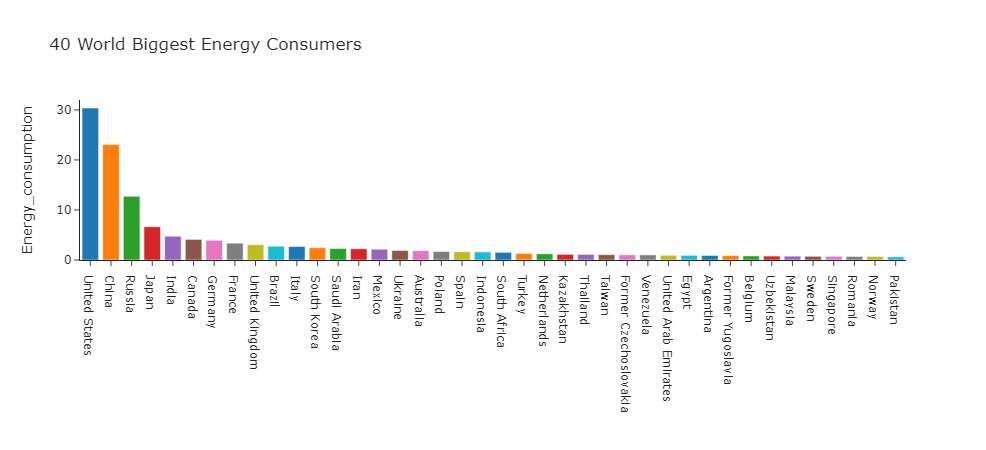 40 World Biggest Energy Consumers
Energy_consumption
30
20
10
0
United States
China
Russia
Japan
India
Canada
Germany
France
United Kingdom
Brazil
Italy
South Korea
Saudi Arabia
Iran
Mexico
Ukraine
Australia
Poland
Spain
Indonesia
South Africa
Turkey
Netherlands
Kazakhstan
Thailand
Taiwan
Former Czechoslovakia
Venezuela
United Arab Emirates
Egypt
Argentina
Former Yugoslavia
Belgium
Uzbekistan
Malaysia
Sweden
Singapore
Romania
Norway
Pakistan